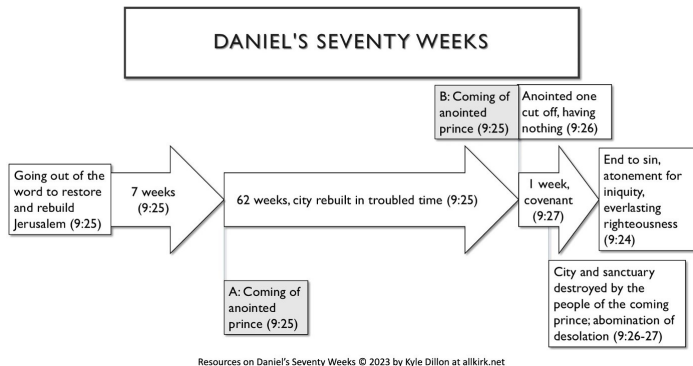 DANIEL'S SEVENTY WEEKS
B: Coming of
anointed
prince (9:25)
Anointed one
cut off, having
nothing (9:26)
Going out of the
word to restore
and rebuild
Jerusalem (9:25)
7 weeks
(9:25)
62 weeks, city rebuilt in troubled time (9:25)
1 week,
covenant
(9:27)
End to sin,
atonement for
iniquity,
everlasting
righteousness
(9:24)
A: Coming of
anointed
prince (9:25)
City and sanctuary
destroyed by the
people of the coming
prince; abomination of
desolation (9:26-27)
Resources on Daniel's Seventy Weeks © 2023 by Kyle Dillon at allkirk.net